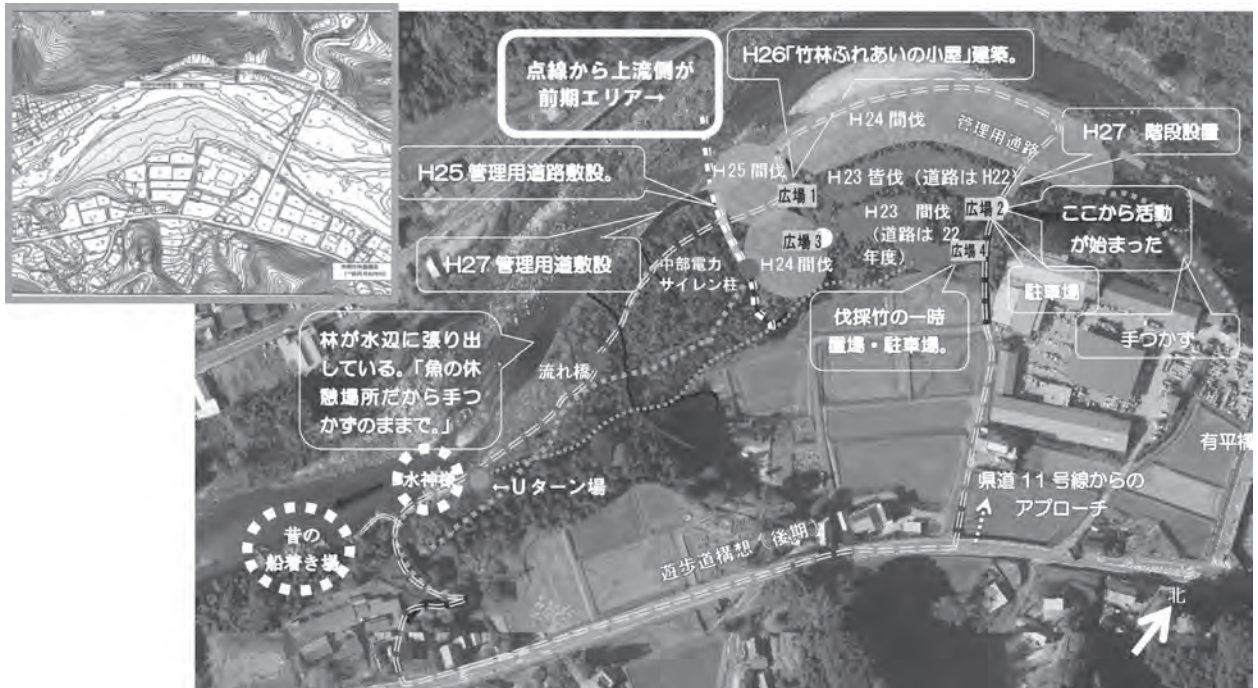 点線から上流側が
前期エリア→
H26「竹林ふれあいの小屋」建築。
H24 間伐
管理用通路
H27 階段設置
H25 管理用道路敷設。
H25 間伐
H23 皆伐(道路は H22)
広場 1
広場 2
ここから活動
が始まった
H23 間伐
(道路は 22
年度)
広場 3
広場 4
H27 管理用道敷設
中部電力
サイレン柱
H24 間伐
駐車場
伐採竹の一時
置場・駐車場。
手つかず
林が水辺に張り出
している。「魚の休
憩場所だから手つ
かずのままで。」
流れ橋
有平橋
水神様
←Uターン場
県道 11 号線からの
アプローチ
昔の
船着き場
遊歩道構想(後期)
北